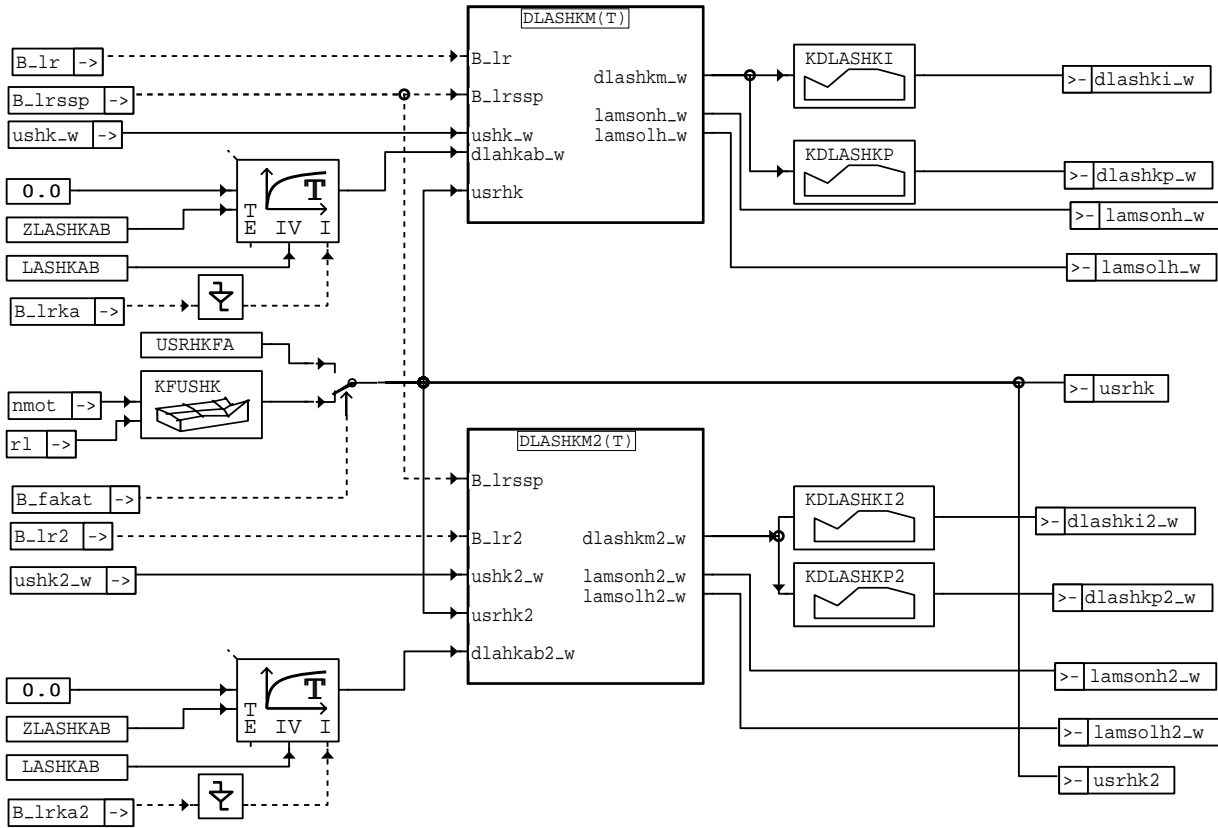 DLASHKM(T)
B_lr ->
B_lr
KDLASHKI
dlashkm_w
>- dlashki_w
B_lrssp ->
B_lrssp
lamsonh_w
ushk_w ->
ushk_w
lamsolh_w
KDLASHKP
dlahkab_w
>- dlashkp_w
0.0
T
usrhk
>- lamsonh_w
ZLASHKAB
T
E IV I
LASHKAB
>- lamsolh_w
B_lrka ->
USRHKFA
KFUSHK
>- usrhk
nmot ->
rl ->
DLASHKM2(T)
B_lrssp
B_fakat ->
KDLASHKI2
>- dlashki2_w
B_lr2 ->
B_lr2
dlashkm2_w
ushk2_w ->
ushk2_w
lamsonh2_w
KDLASHKP2
lamsolh2_w
>- dlashkp2_w
usrhk2
dlahkab2_w
>- lamsonh2_w
0.0
T
ZLASHKAB
T
E IV I
>- lamsolh2_w
LASHKAB
>- usrhk2
B_lrka2 ->